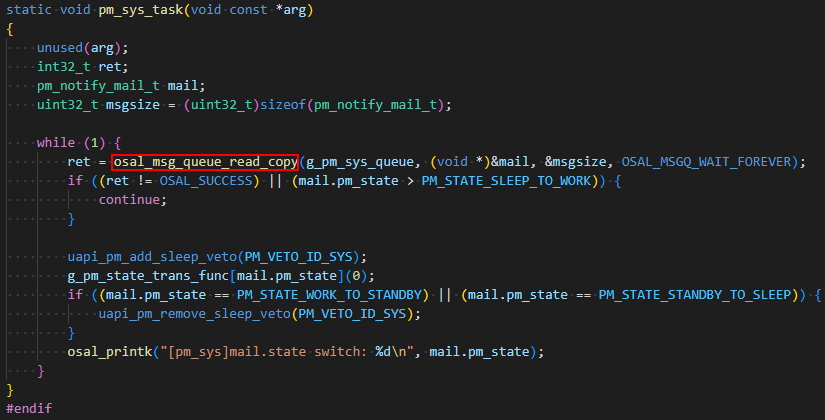 static void pm_sys_task(void const *arg)
{
    unused(arg);
    int32_t ret;
    pm_notify_mail_t mail;
    uint32_t msgsize = (uint32_t)sizeof(pm_notify_mail_t);

    while (1) {
        ret = osal_msg_queue_read_copy(g_pm_sys_queue, (void *)&mail, &msgsize, OSAL_MSGQ_WAIT_FOREVER);
        if ((ret != OSAL_SUCCESS) || (mail.pm_state > PM_STATE_SLEEP_TO_WORK)) {
            continue;
        }

        uapi_pm_add_sleep_veto(PM_VETO_ID_SYS);
        g_pm_state_trans_func[mail.pm_state](0);
        if ((mail.pm_state == PM_STATE_WORK_TO_STANDBY) || (mail.pm_state == PM_STATE_STANDBY_TO_SLEEP)) {
            uapi_pm_remove_sleep_veto(PM_VETO_ID_SYS);
        }
        osal_printk("[pm_sys]mail.state switch: %d\n", mail.pm_state);
    }
}
#endif